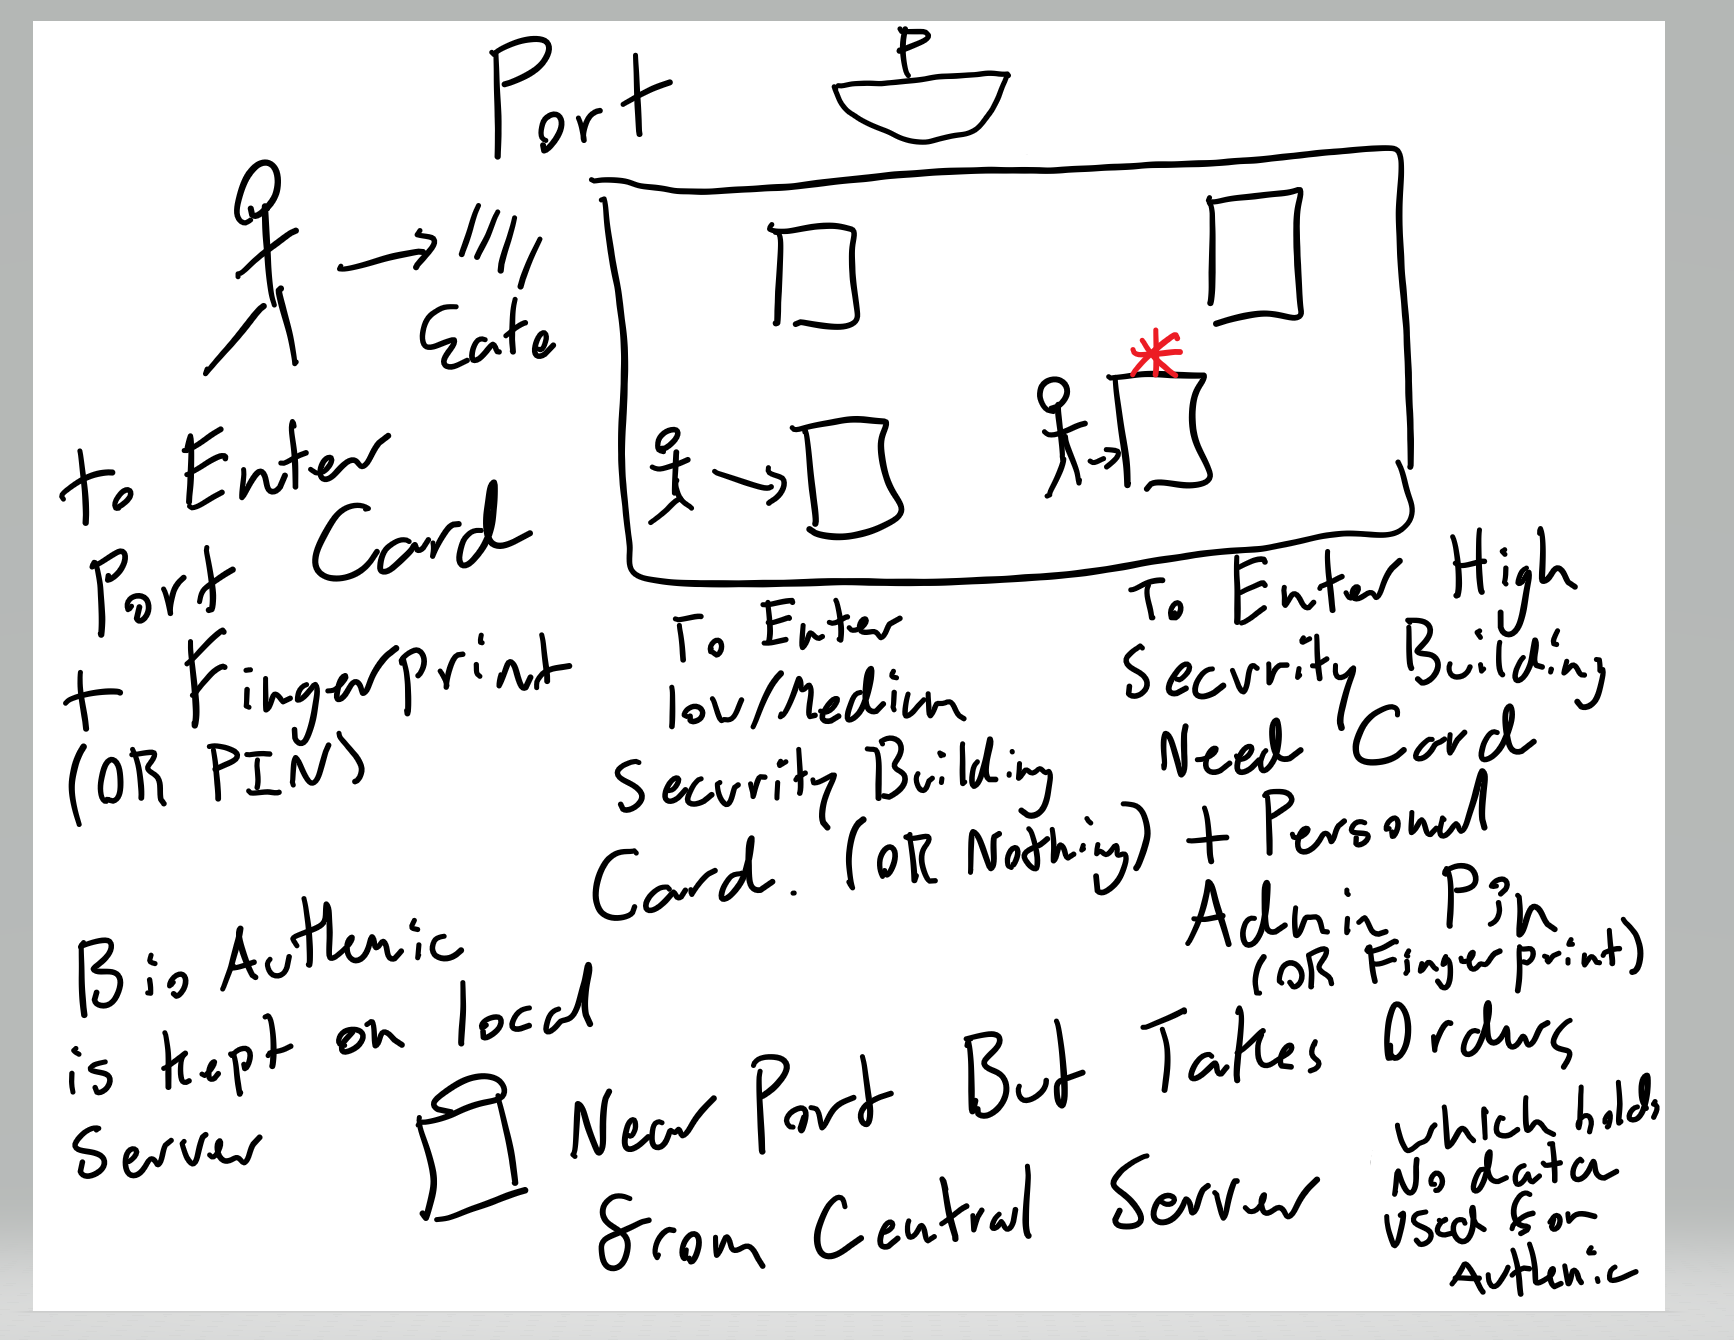 Port
P
Gate
to Enter
Port Card
+ Fingerprint
(OR PIN)
To Enter
low/Medium
Security Building
Card. (OR Nothing)
To Enter High
Security Building
Need Card
+ Personal
Admin Pin
(OR Fingerprint)
Bio Authenic
is kept on local
Server
Near Port But Takes Orders
from Central Server
which holds
No data
used for
Authenic